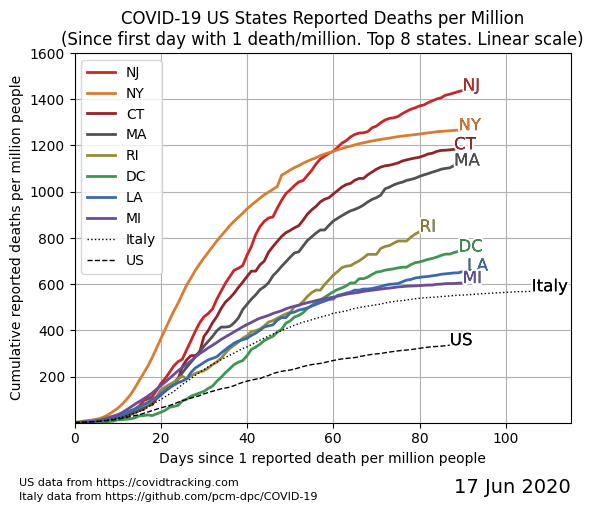 COVID-19 US States Reported Deaths per Million
(Since first day with 1 death/million. Top 8 states. Linear scale)
1600
1400
1200
1000
800
600
400
200
Cumulative reported deaths per million people
NJ
NY
CT
MA
RI
DC
LA
MI
Italy
US
NJ
NY
CT
MA
RI
DC
LA
MI
Italy
US
0 20 40 60 80 100
Days since 1 reported death per million people
US data from https://covidtracking.com
Italy data from https://github.com/pcm-dpc/COVID-19
17 Jun 2020